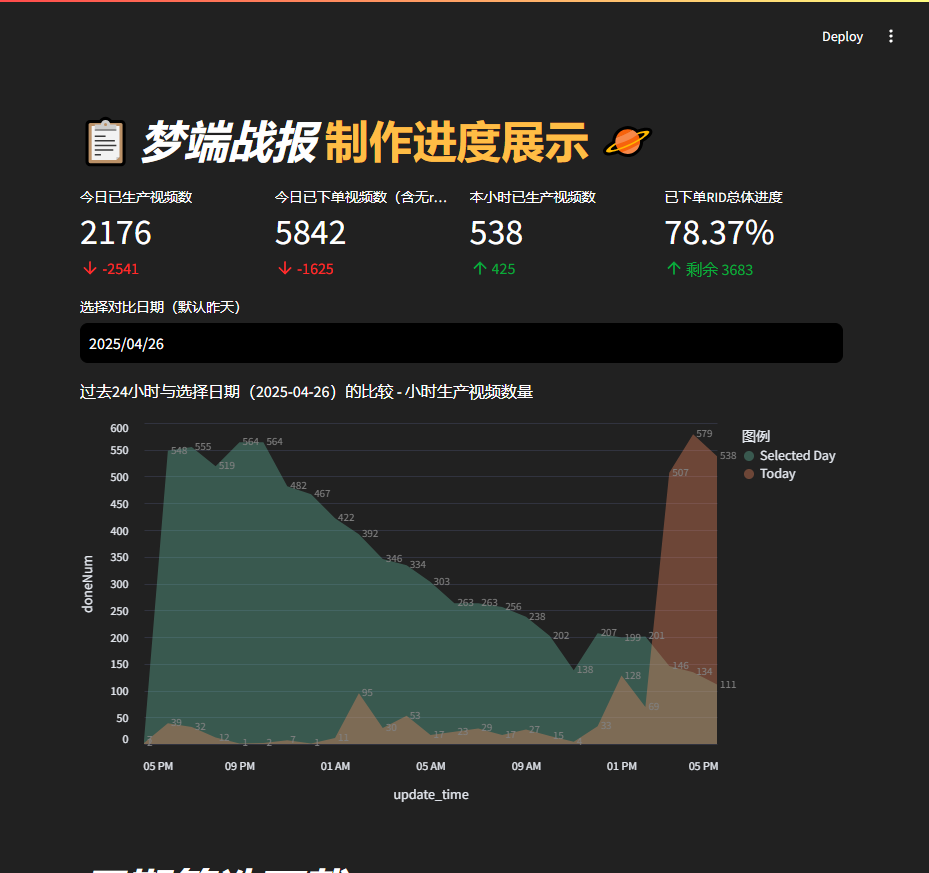 Deploy
梦端战报 制作进度展示
今日已生产视频数
2176
-2541
今日已下单视频数（含无r...
5842
-1625
本小时已生产视频数
538
425
已下单RID总体进度
78.37%
剩余 3683
选择对比日期（默认昨天）
2025/04/26
过去24小时与选择日期（2025-04-26）的比较 - 小时生产视频数量
图例
Selected Day
Today
doneNum
600
550
500
450
400
350
300
250
200
150
100
50
0
548 555 519 564 564 482 467 422 392 346 334 303 263 263 256 238 202 138 207 199 201 146 134 111
39 32 12 1 2 7 1 11 95 30 53 17 23 29 17 27 15 4 33 128 69 507 579 538
05 PM 09 PM 01 AM 05 AM 09 AM 01 PM 05 PM
update_time